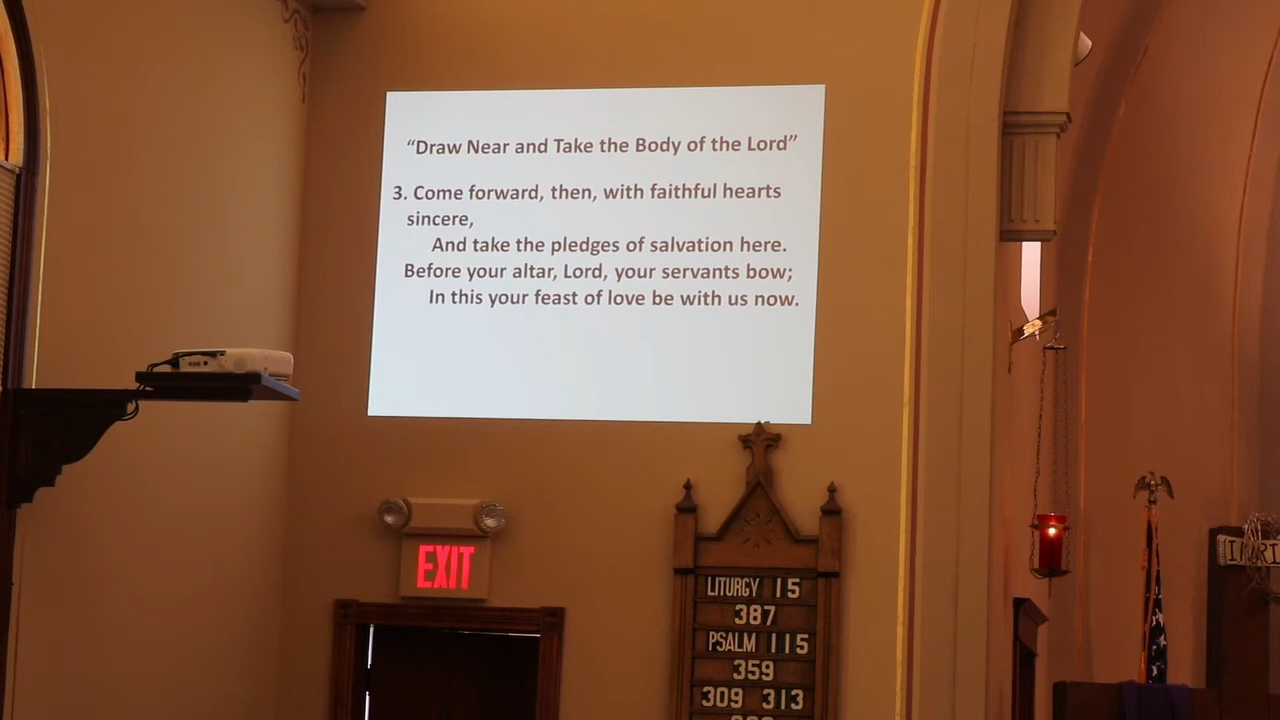 “Draw Near and Take the Body of the Lord”
3. Come forward, then, with faithful hearts
sincere,
And take the pledges of salvation here.
Before your altar, Lord, your servants bow;
In this your feast of love be with us now.
EXIT
LITURGY 15
387
PSALM 115
359
309 313
INRI